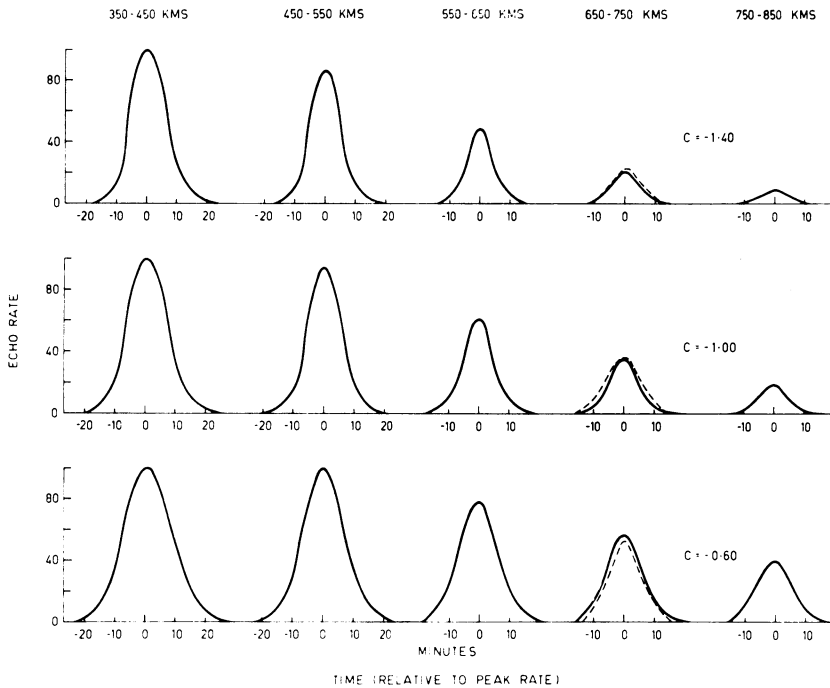 350-450 KMS 450-550 KMS 550-650 KMS 650-750 KMS 750-850 KMS
80
40
0
C = -1·40
-20 -10 0 10 20 -20 -10 0 10 20 -10 0 10 -10 0 10 -10 0 10
80
40
0
C = -1·00
-20 -10 0 10 20 -20 -10 0 10 20 -10 0 10 -10 0 10 -10 0 10
80
40
0
C = -0·60
-20 -10 0 10 20 -20 -10 0 10 20 -10 0 10 -10 0 10 -10 0 10
ECHO RATE
MINUTES
TIME (RELATIVE TO PEAK RATE)